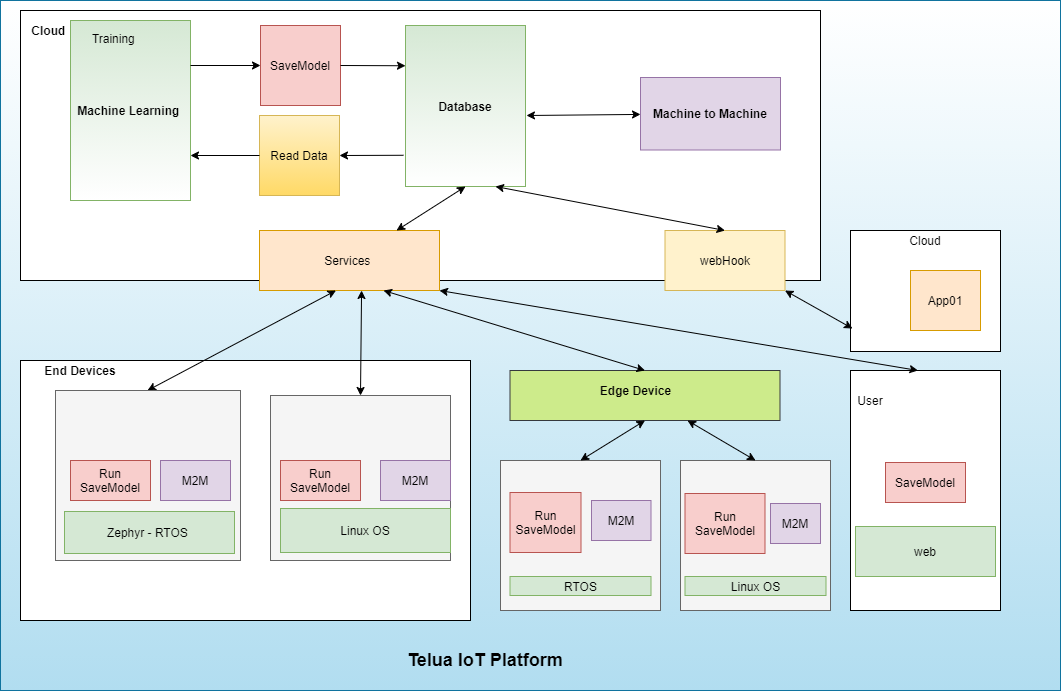 Cloud
Training
Machine Learning
SaveModel
Read Data
Database
Machine to Machine
Services
webHook
Cloud
App01
End Devices
Run
SaveModel
M2M
Zephyr - RTOS
Run
SaveModel
M2M
Linux OS
Edge Device
Run
SaveModel
M2M
RTOS
Run
SaveModel
M2M
Linux OS
User
SaveModel
web
Telua IoT Platform